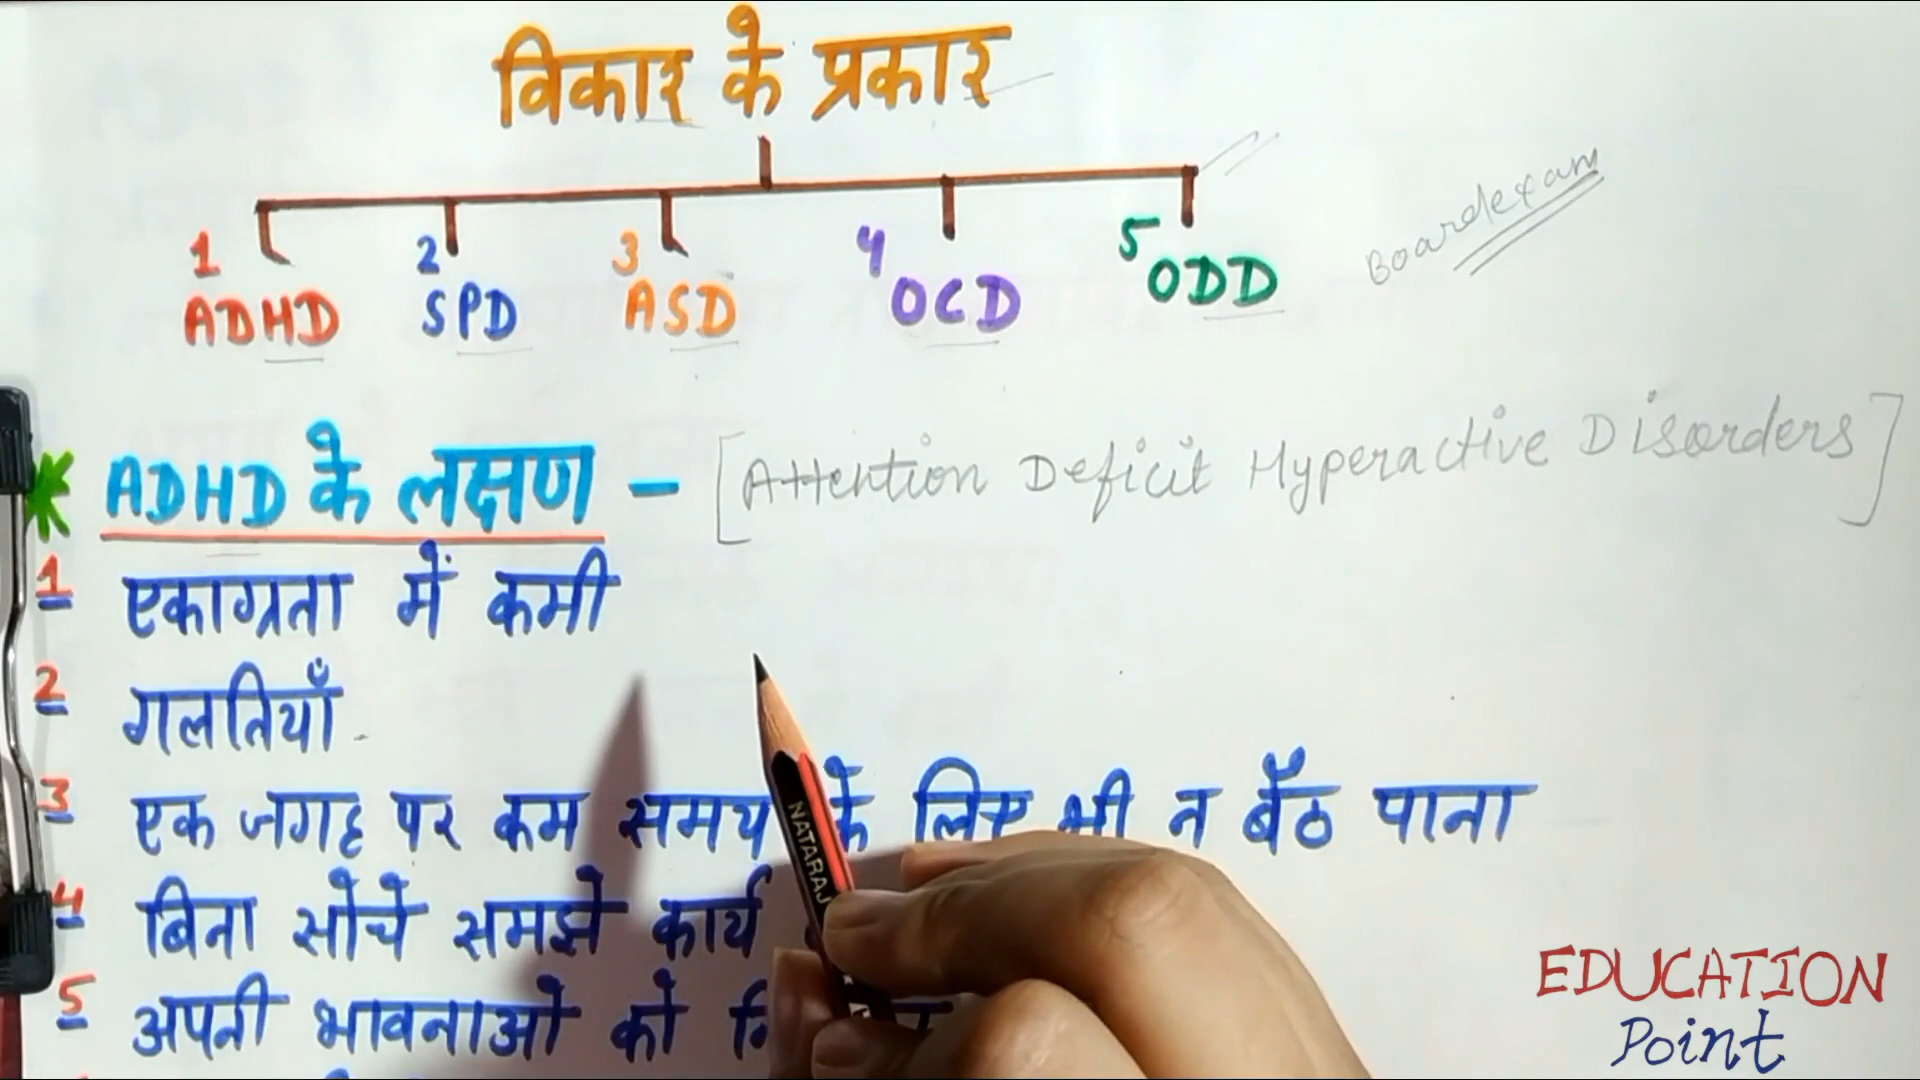 विकार के प्रकार
1 ADHD
2 SPD
3 ASD
4 OCD
5 ODD
Boardexam
* ADHD के लक्षण - [Attention Deficit Hyperactive Disorders]
1 एकाग्रता में कमी
2 गलतियाँ
3 एक जगह पर कम समय के लिए भी न बैठ पाना
4 बिना सोचे समझे कार्य
5 अपनी भावनाओं को
NATARAJ
EDUCATION
Point